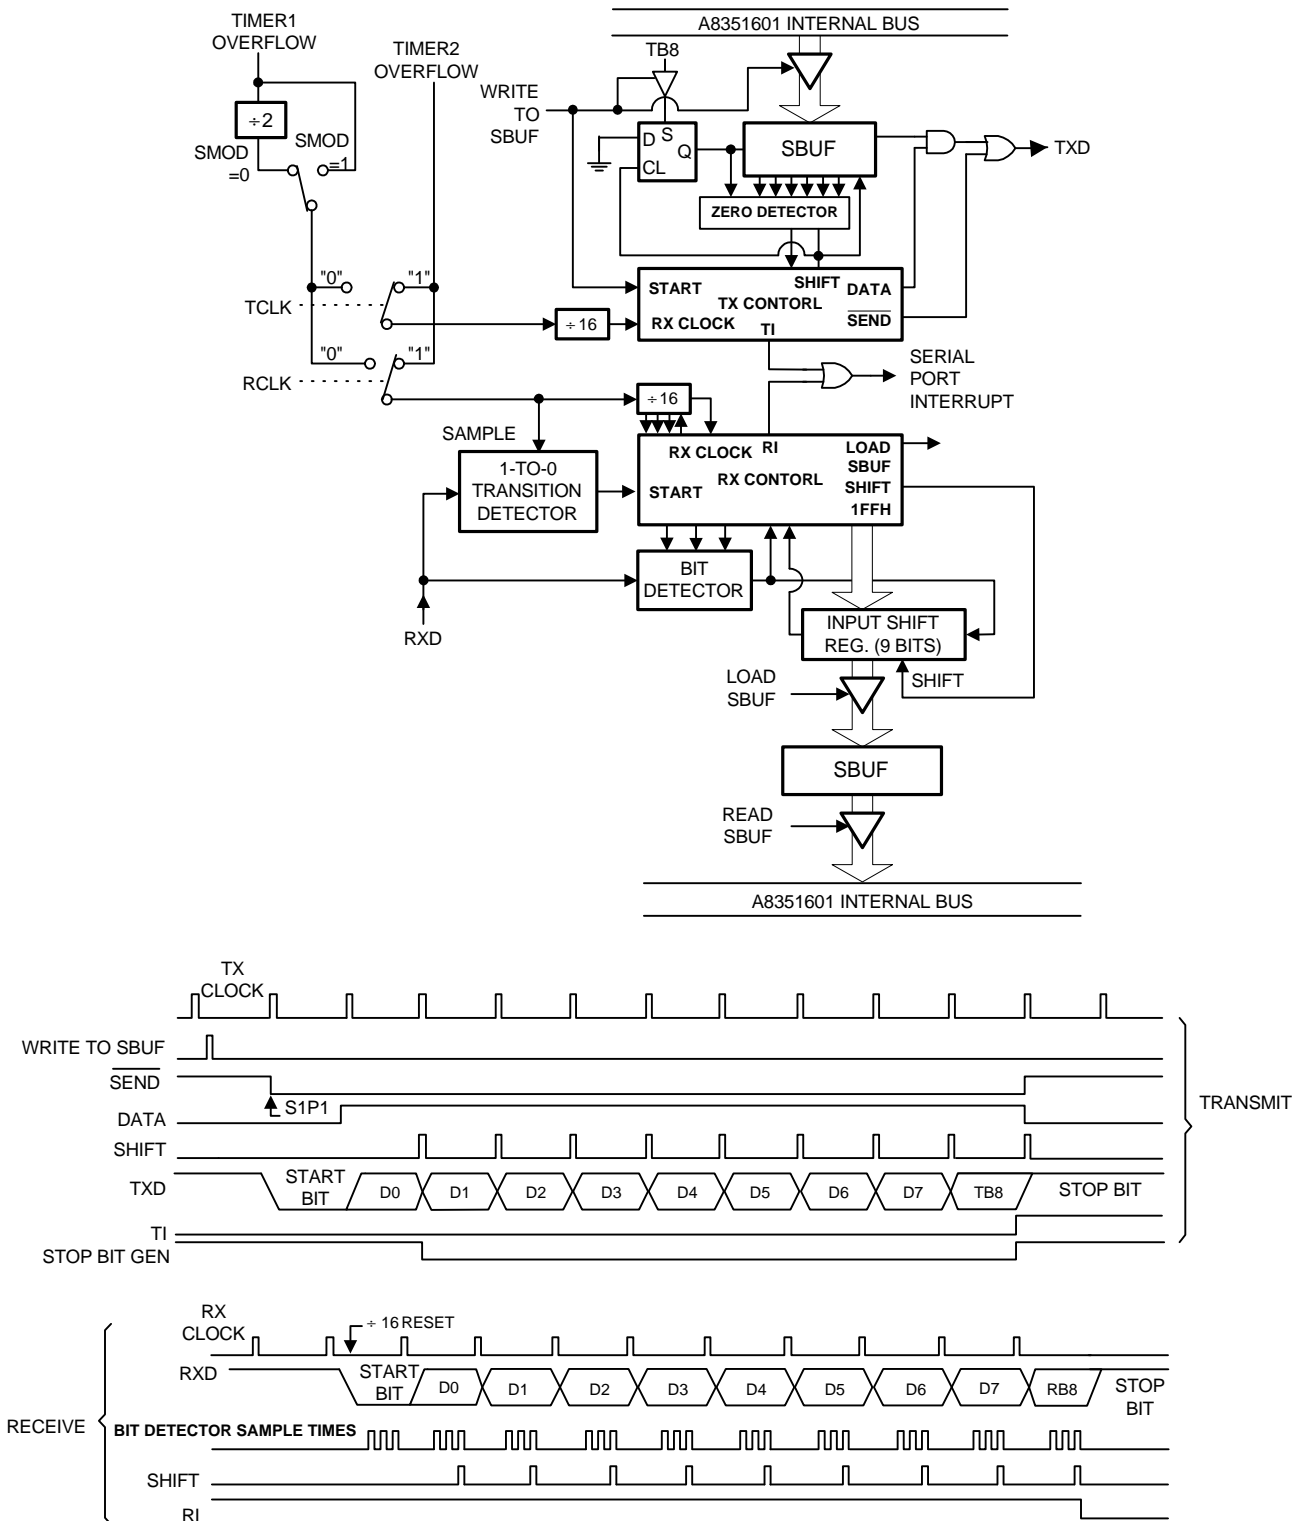 TIMER1
OVERFLOW
TIMER2
OVERFLOW
A8351601 INTERNAL BUS
TB8
WRITE
TO
SBUF
÷2
SMOD
=0
SMOD
=1
D S
Q
CL
SBUF
TXD
ZERO DETECTOR
"0"
"1"
TCLK
÷16
START
SHIFT
DATA
TX CONTORL
RX CLOCK
SEND
TI
"0"
"1"
RCLK
SERIAL
PORT
INTERRUPT
÷16
SAMPLE
RX CLOCK
RI
LOAD
SBUF
RX CONTORL
START
SHIFT
1FFH
1-TO-0
TRANSITION
DETECTOR
BIT
DETECTOR
RXD
INPUT SHIFT
REG. (9 BITS)
LOAD
SBUF
SHIFT
SBUF
READ
SBUF
A8351601 INTERNAL BUS
TX
CLOCK
WRITE TO SBUF
SEND
S1P1
DATA
SHIFT
TXD
START
BIT
D0 D1 D2 D3 D4 D5 D6 D7 TB8
STOP BIT
TI
STOP BIT GEN
TRANSMIT
RX
CLOCK
÷ 16 RESET
RXD
START
BIT
D0 D1 D2 D3 D4 D5 D6 D7 RB8
STOP
BIT
RECEIVE
BIT DETECTOR SAMPLE TIMES
SHIFT
RI